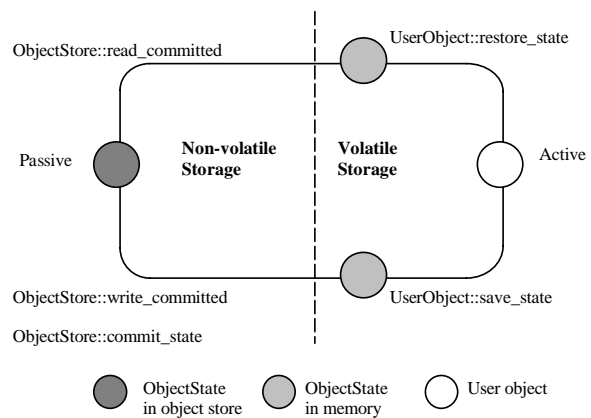 ObjectStore::read_committed
UserObject::restore_state
Passive
Non-volatile
Storage
Volatile
Storage
Active
ObjectStore::write_committed
UserObject::save_state
ObjectStore::commit_state
ObjectState
in object store
ObjectState
in memory
User object